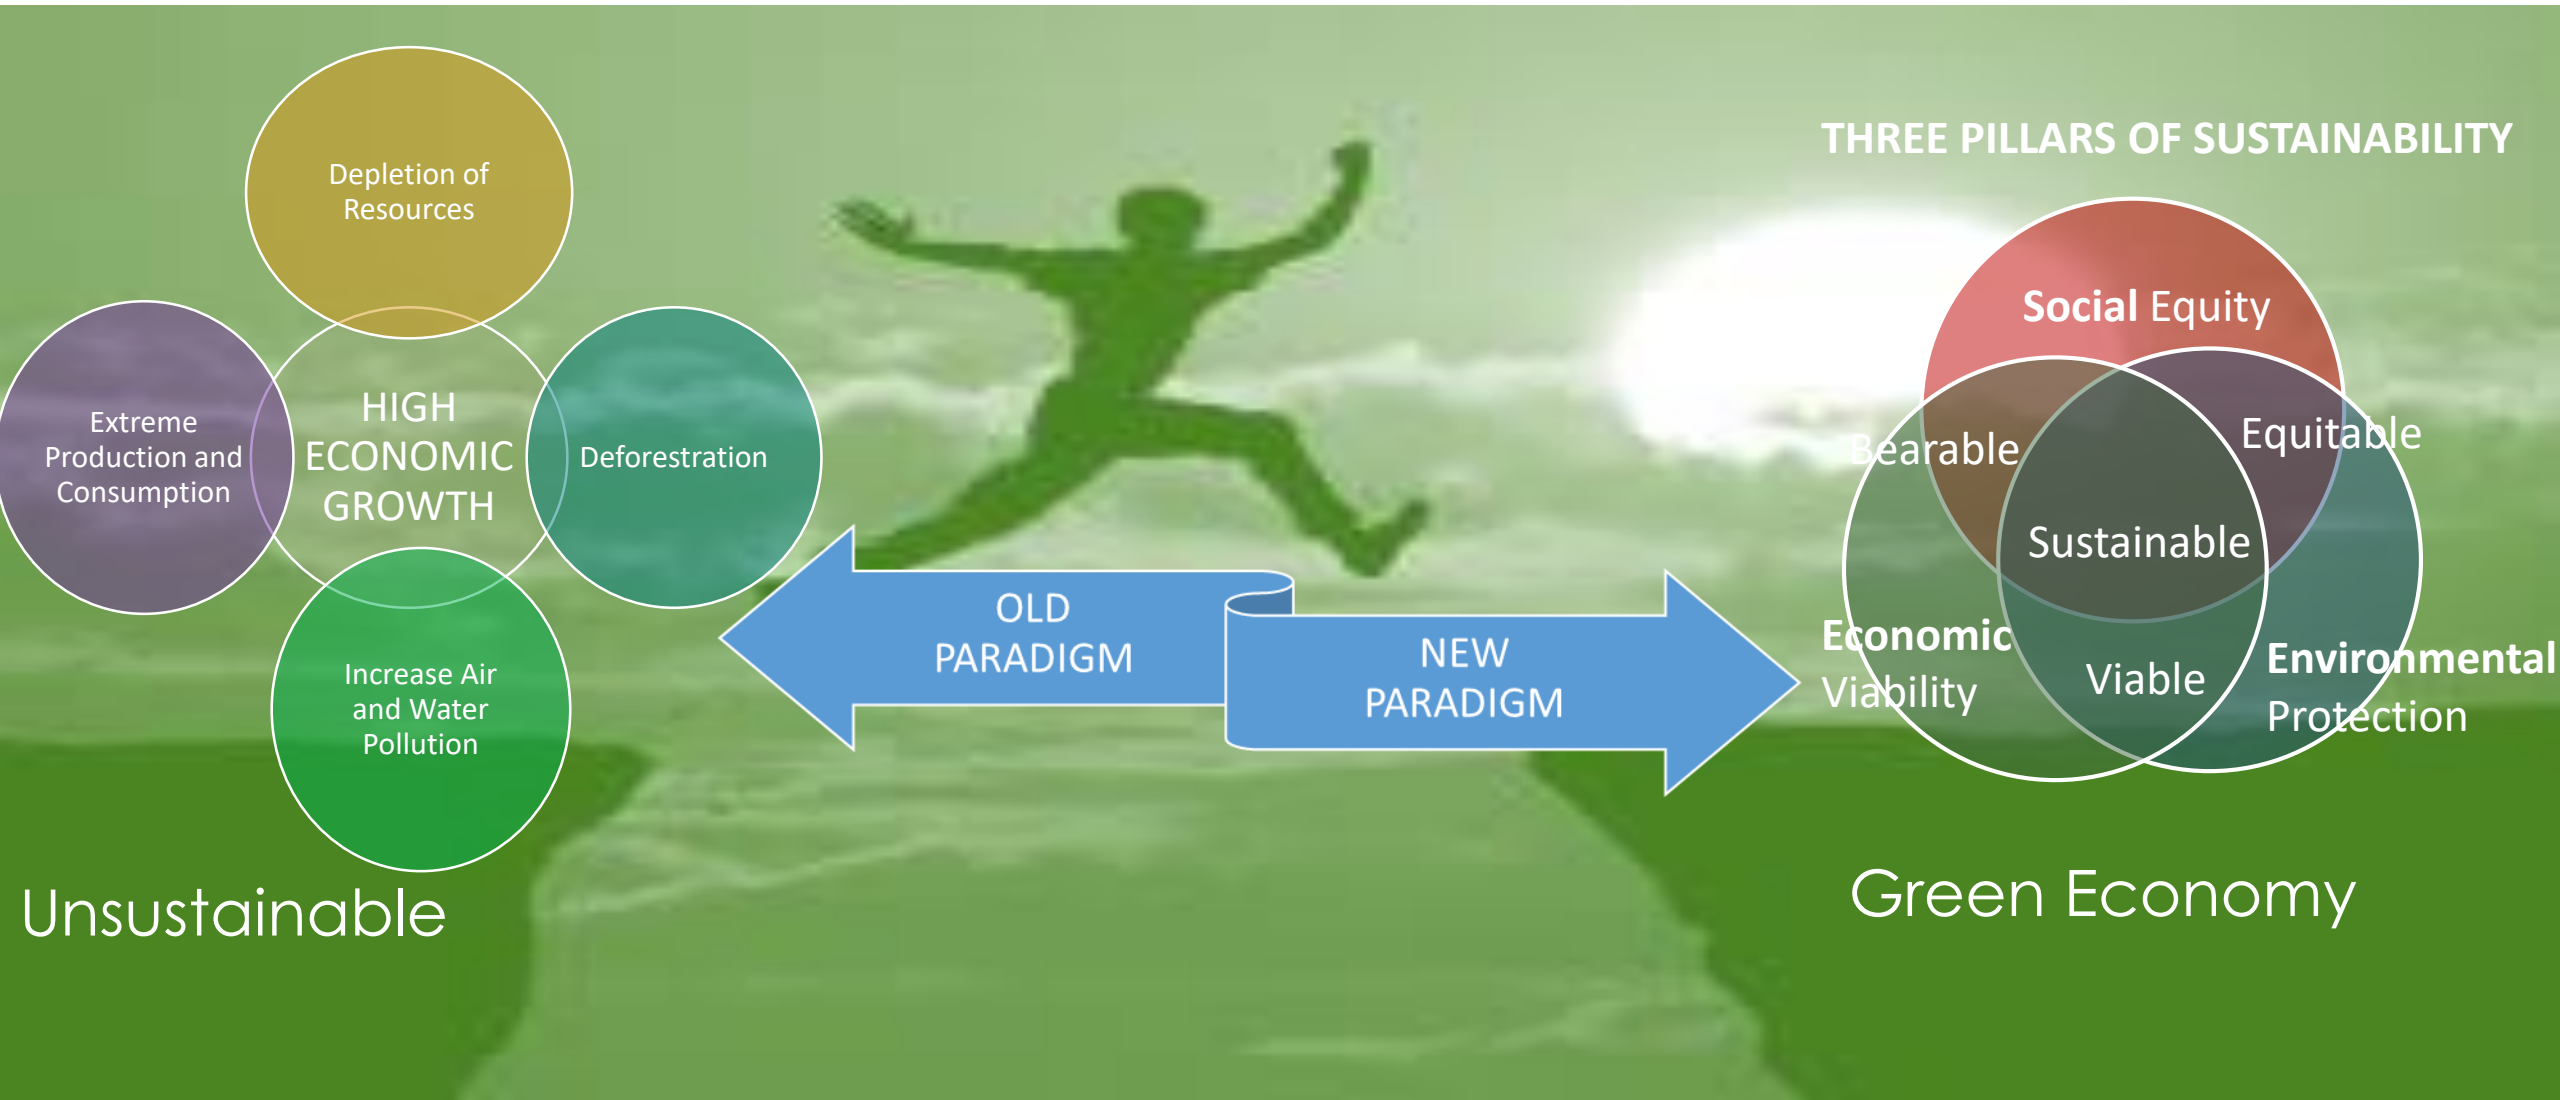 Depletion of
Resources
Extreme
Production and
Consumption
HIGH
ECONOMIC
GROWTH
Deforestration
Increase Air
and Water
Pollution
Unsustainable
OLD
PARADIGM
NEW
PARADIGM
THREE PILLARS OF SUSTAINABILITY
Social Equity
Bearable
Equitable
Sustainable
Economic
Viability
Viable
Environmental
Protection
Green Economy